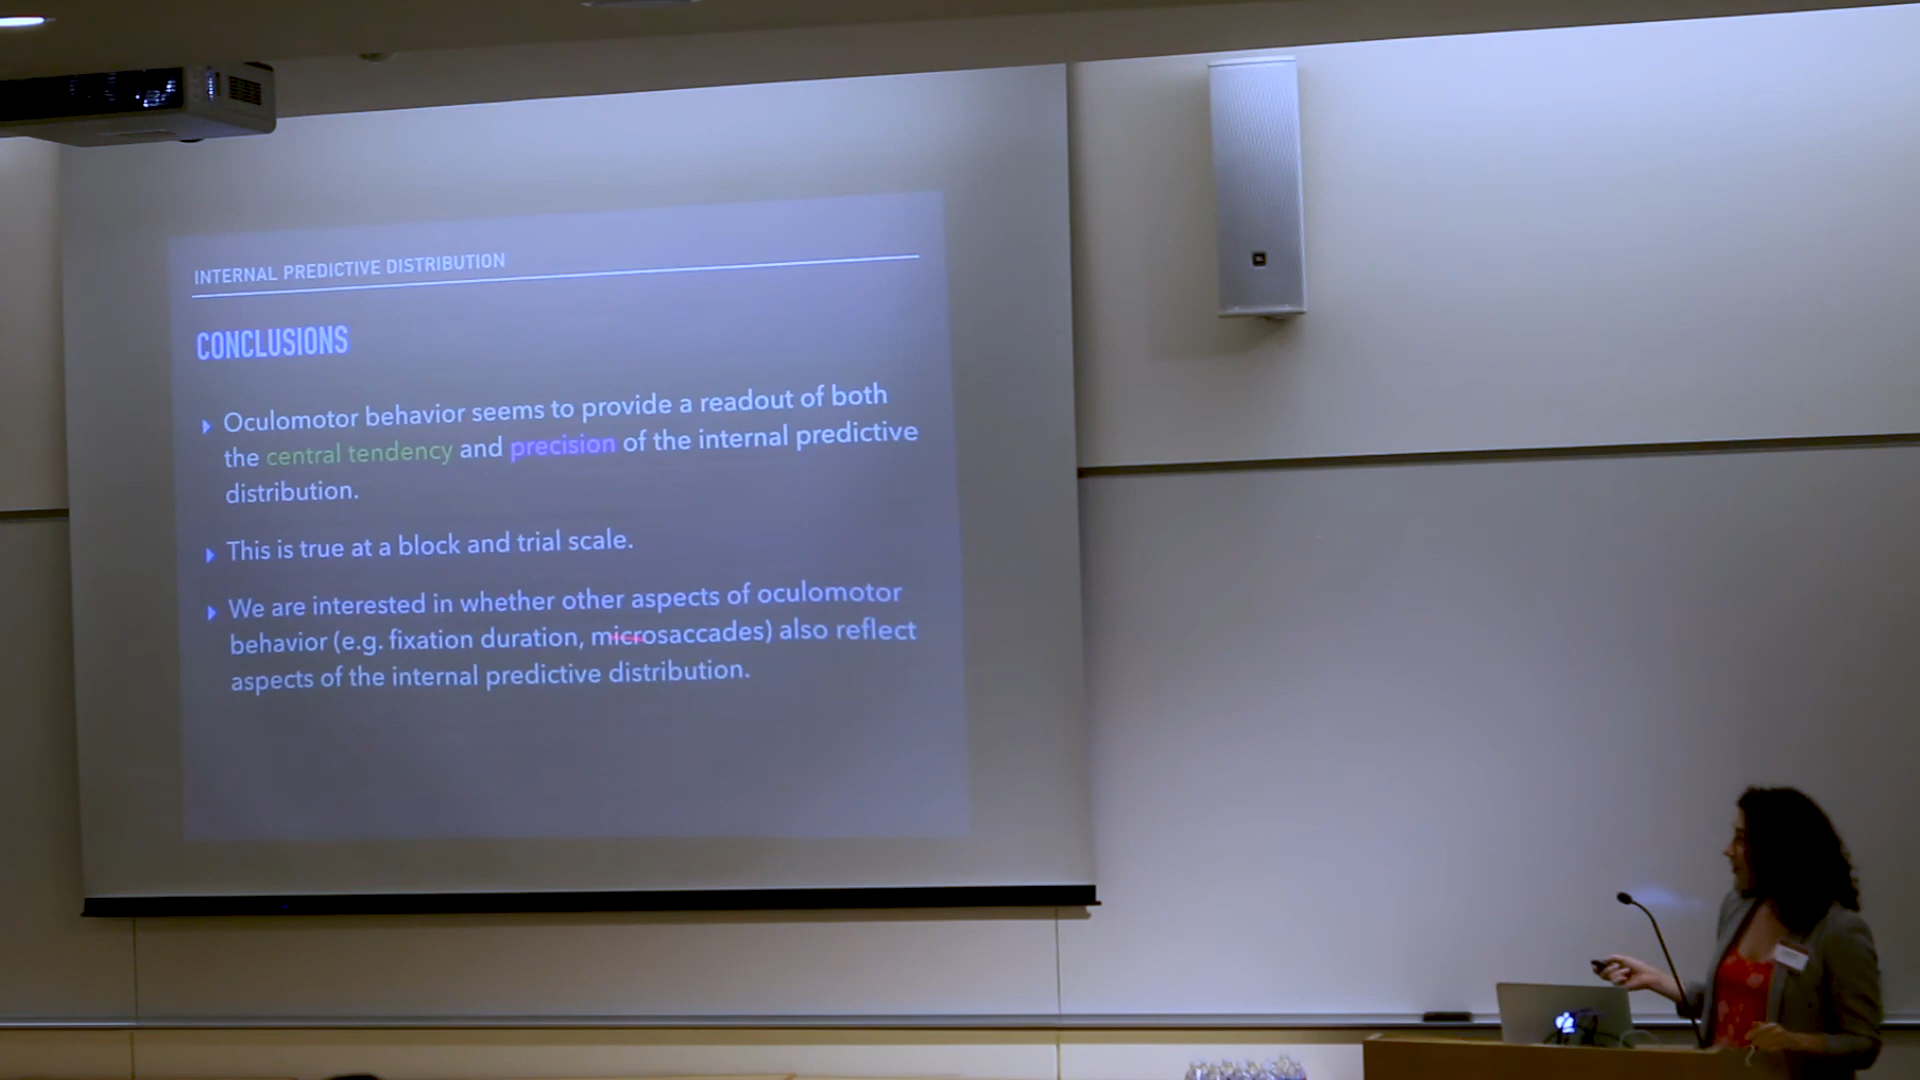 INTERNAL PREDICTIVE DISTRIBUTION
CONCLUSIONS
Oculomotor behavior seems to provide a readout of both
the central tendency and precision of the internal predictive
distribution.
This is true at a block and trial scale.
We are interested in whether other aspects of oculomotor
behavior (e.g. fixation duration, microsaccades) also reflect
aspects of the internal predictive distribution.